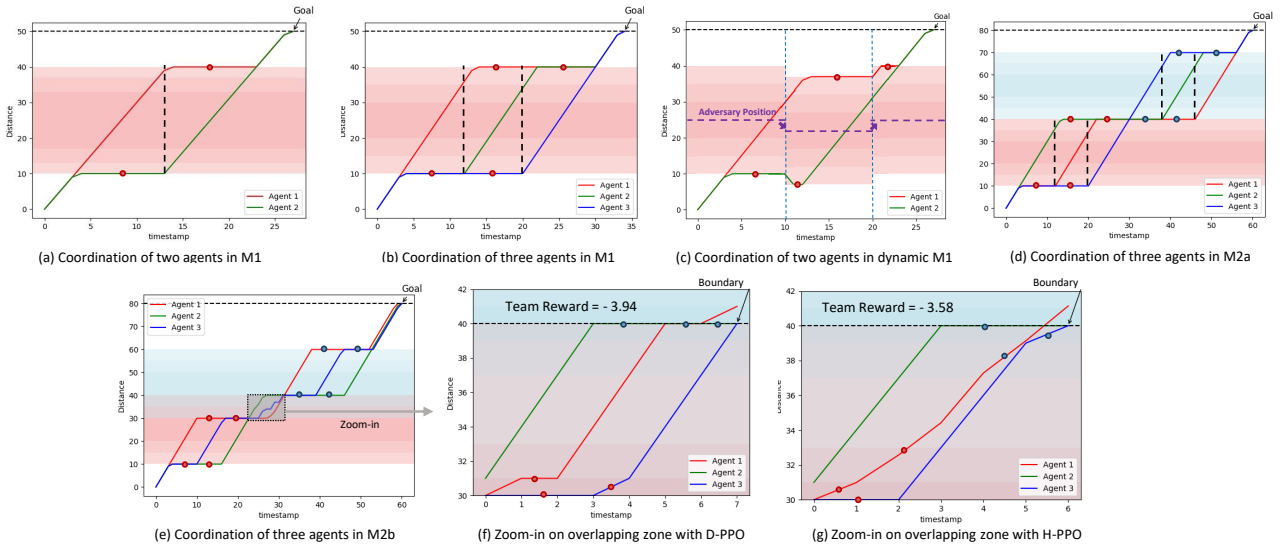 Goal
50
40
30
20
10
0
Distance
0
5
10
15
20
25
timestamp
Agent 1
Agent 2
(a) Coordination of two agents in M1
Goal
50
40
30
20
10
0
Distance
0
5
10
15
20
25
30
35
timestamp
Agent 1
Agent 2
Agent 3
(b) Coordination of three agents in M1
Goal
50
40
30
20
10
0
Distance
Adversary Position
0
5
10
15
20
25
timestamp
Agent 1
Agent 2
(c) Coordination of two agents in dynamic M1
Goal
80
70
60
50
40
30
20
10
0
Distance
0
10
20
30
40
50
60
timestamp
Agent 1
Agent 2
Agent 3
(d) Coordination of three agents in M2a
Goal
80
70
60
50
40
30
20
10
0
Distance
Agent 1
Agent 2
Agent 3
Zoom-in
0
10
20
30
40
50
60
timestamp
(e) Coordination of three agents in M2b
Boundary
Team Reward = - 3.94
42
40
38
36
34
32
30
Distance
0
1
2
3
4
5
6
7
timestamp
Agent 1
Agent 2
Agent 3
(f) Zoom-in on overlapping zone with D-PPO
Boundary
Team Reward = - 3.58
42
40
38
36
34
32
30
Distance
0
1
2
3
4
5
6
timestamp
Agent 1
Agent 2
Agent 3
(g) Zoom-in on overlapping zone with H-PPO